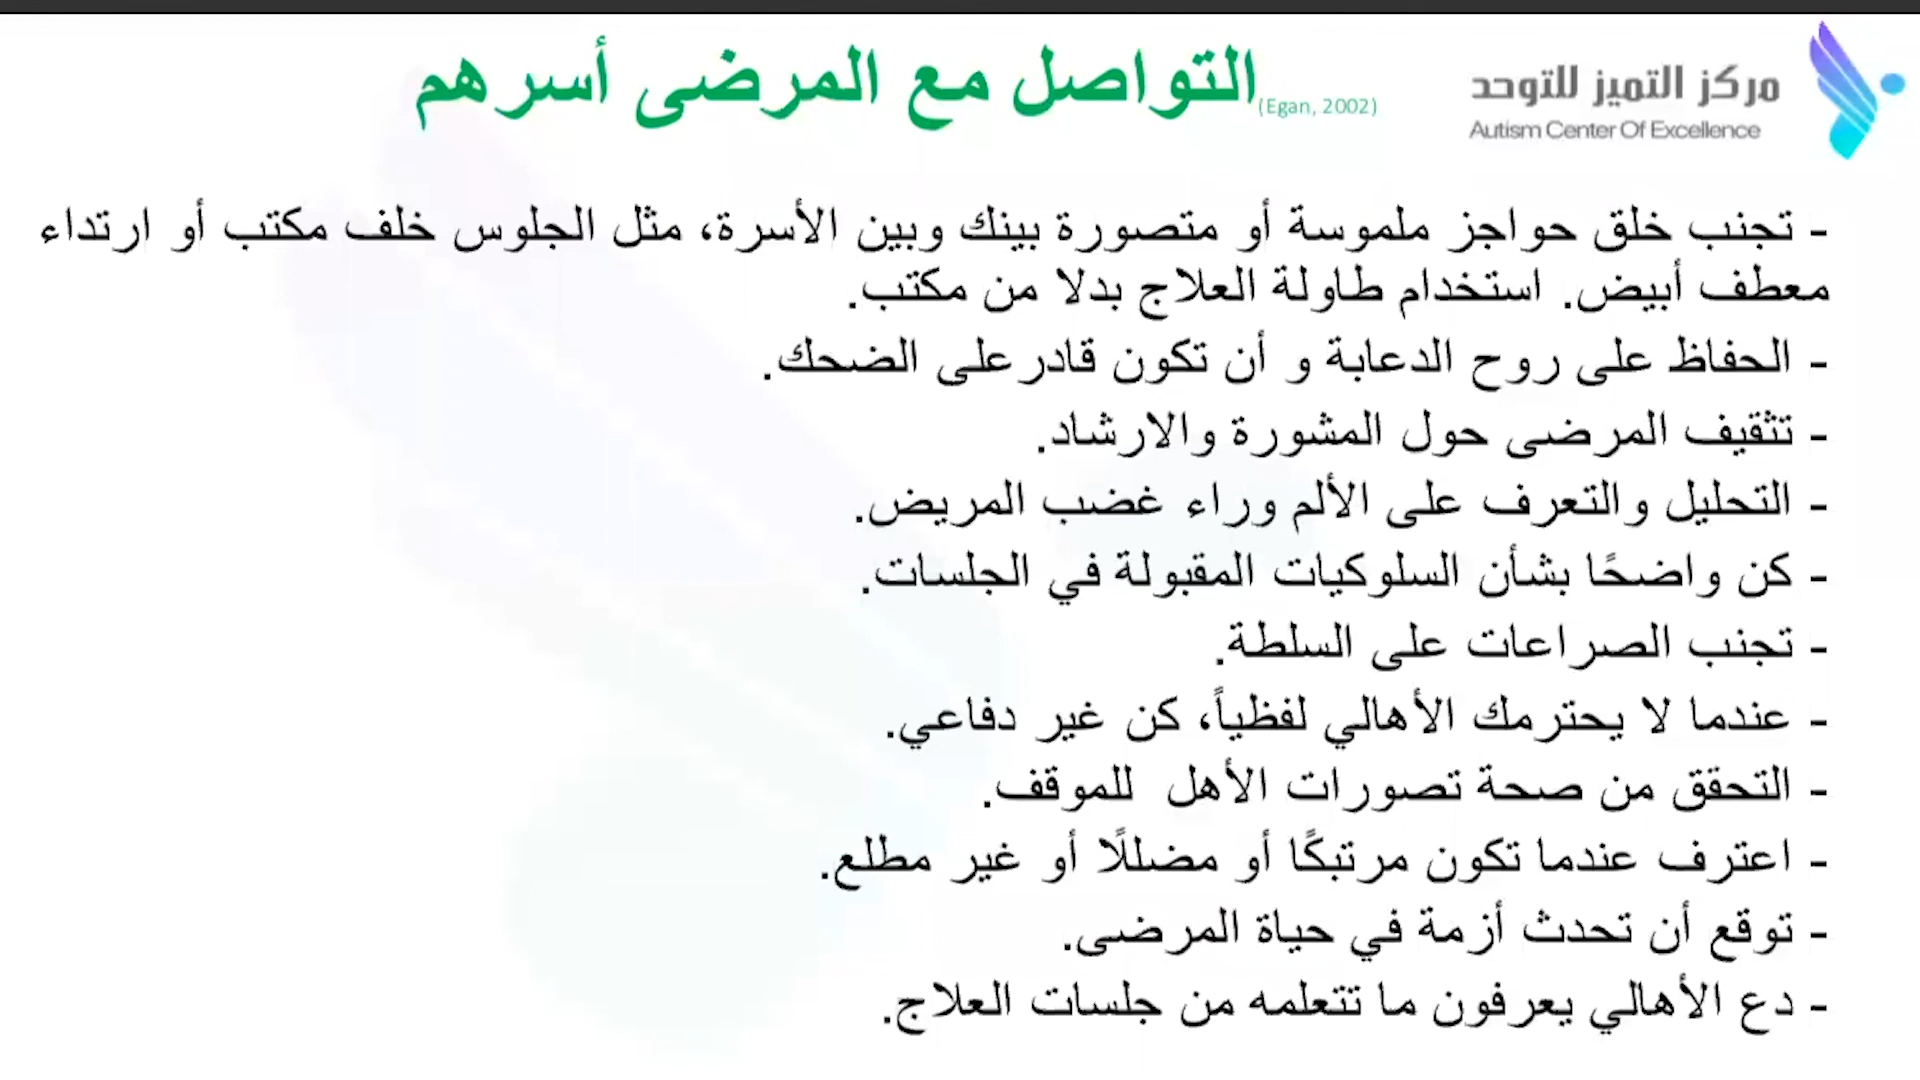 مركز التميز للتوحد
Autism Center Of Excellence
التواصل مع المرضى أسرهم (Egan, 2002)
- تجنب خلق حواجز ملموسة أو متصورة بينك وبين الأسرة، مثل الجلوس خلف مكتب أو ارتداء
معطف أبيض. استخدام طاولة العلاج بدلا من مكتب.
- الحفاظ على روح الدعابة و أن تكون قادر على الضحك.
- تثقيف المرضى حول المشورة والارشاد.
- التحليل والتعرف على الألم وراء غضب المريض.
- كن واضحًا بشأن السلوكيات المقبولة في الجلسات.
- تجنب الصراعات على السلطة.
- عندما لا يحترمك الأهالي لفظياً، كن غير دفاعي.
- التحقق من صحة تصورات الأهل للموقف.
- اعترف عندما تكون مرتبكًا أو مضللًا أو غير مطلع.
- توقع أن تحدث أزمة في حياة المرضى.
- دع الأهالي يعرفون ما تتعلمه من جلسات العلاج.